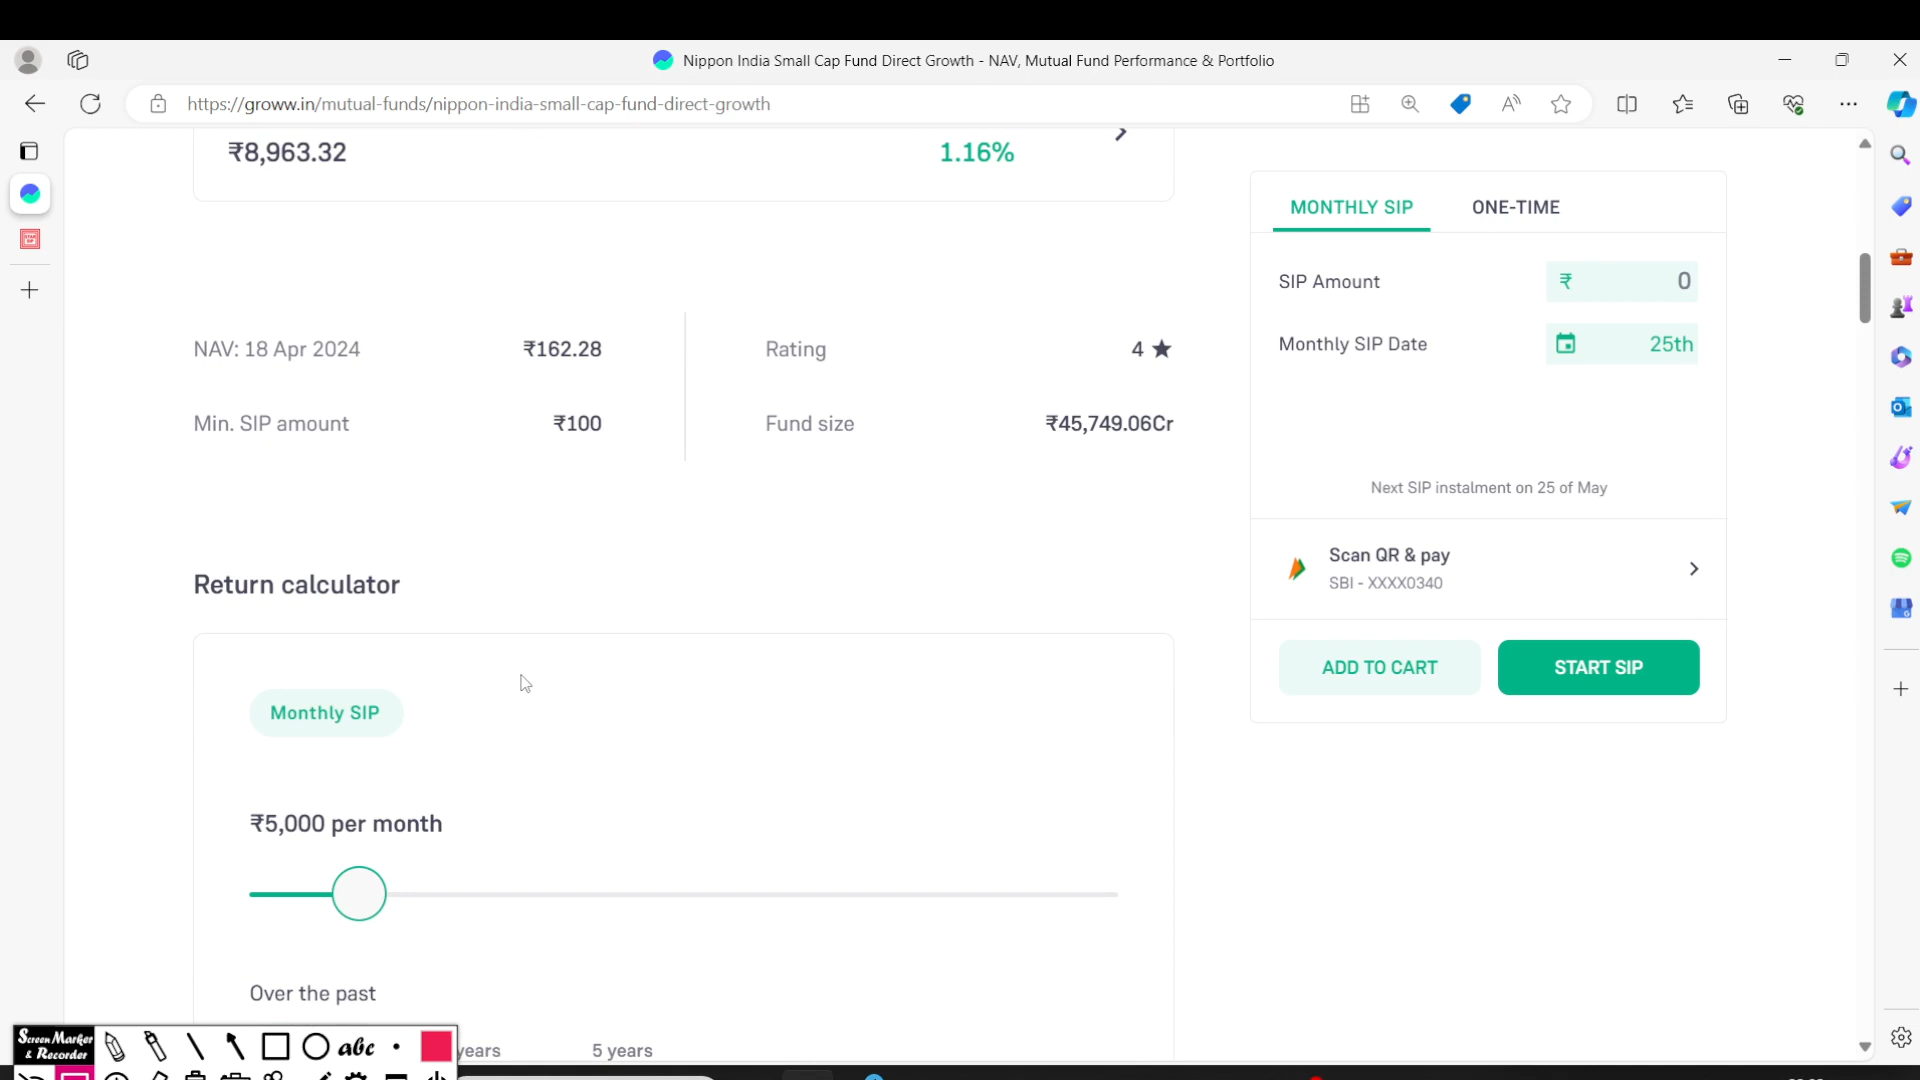 Nippon India Small Cap Fund Direct Growth - NAV, Mutual Fund Performance & Portfolio
https://groww.in/mutual-funds/nippon-india-small-cap-fund-direct-growth
₹8,963.32
1.16%
MONTHLY SIP
ONE-TIME
SIP Amount
₹ 0
Monthly SIP Date
25th
NAV: 18 Apr 2024
₹162.28
Rating
4 ★
Min. SIP amount
₹100
Fund size
₹45,749.06Cr
Next SIP instalment on 25 of May
Scan QR & pay
SBI - XXXX0340
Return calculator
ADD TO CART
START SIP
Monthly SIP
₹5,000 per month
Over the past
Screen Marker
& Recorder
abc
years
5 years